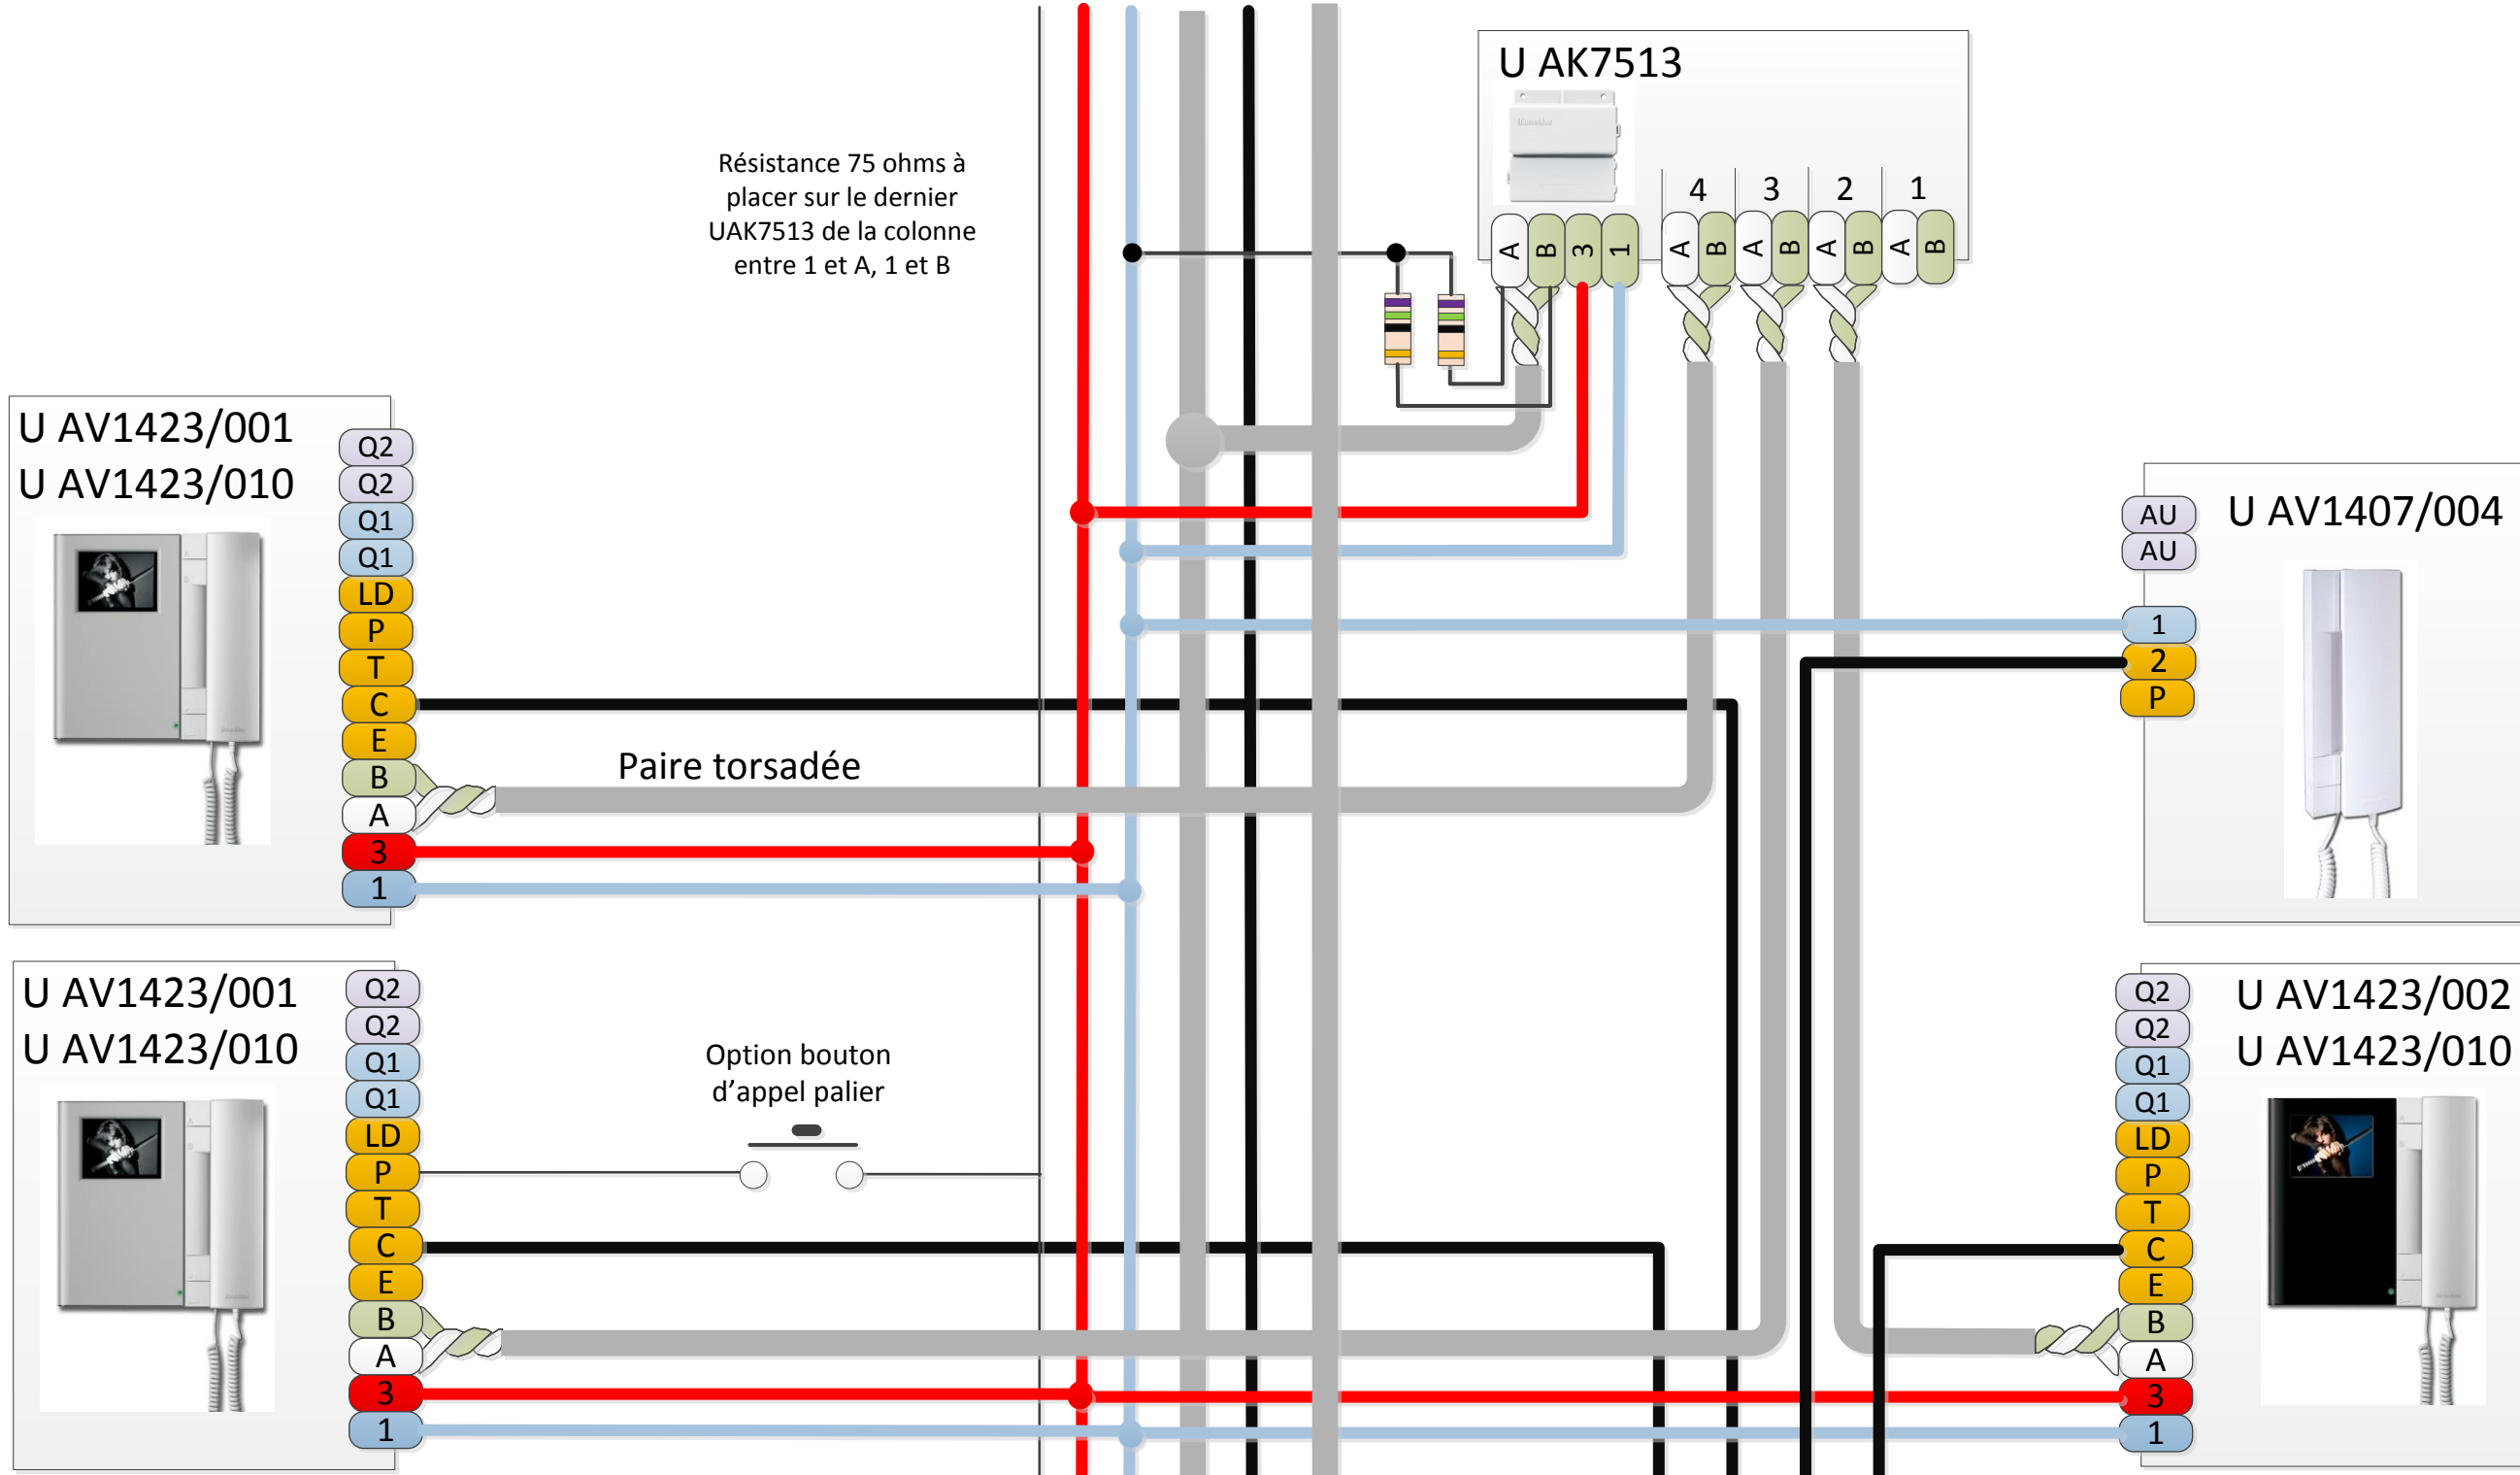 U AK7513
4 3 2 1
A B 3 1 A B A B A B A B
Résistance 75 ohms à
placer sur le dernier
UAK7513 de la colonne
entre 1 et A, 1 et B
U AV1423/001
U AV1423/010
Q2
Q2
Q1
Q1
LD
P
T
C
E
B
A
3
1
Paire torsadée
U AV1407/004
AU
AU
1
2
P
U AV1423/001
U AV1423/010
Q2
Q2
Q1
Q1
LD
P
T
C
E
B
A
3
1
Option bouton
d’appel palier
U AV1423/002
U AV1423/010
Q2
Q2
Q1
Q1
LD
P
T
C
E
B
A
3
1